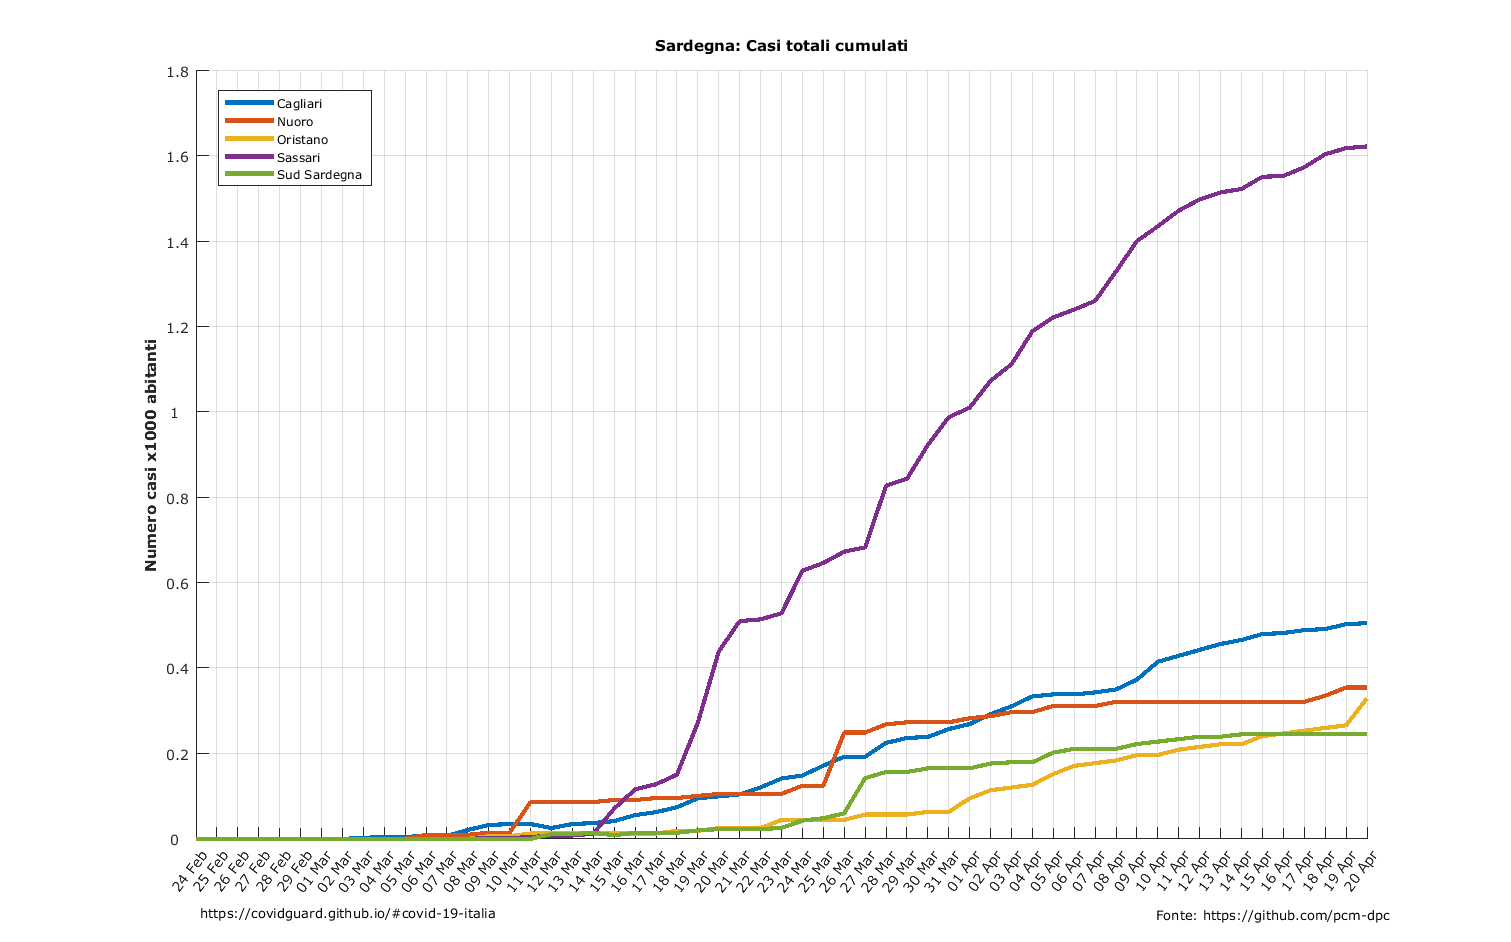 Sardegna: Casi totali cumulati
1.8
1.6
1.4
1.2
1
0.8
0.6
0.4
0.2
0
Numero casi x1000 abitanti
Cagliari
Nuoro
Oristano
Sassari
Sud Sardegna
24 Feb
25 Feb
26 Feb
27 Feb
28 Feb
29 Feb
01 Mar
02 Mar
03 Mar
04 Mar
05 Mar
06 Mar
07 Mar
08 Mar
09 Mar
10 Mar
11 Mar
12 Mar
13 Mar
14 Mar
15 Mar
16 Mar
17 Mar
18 Mar
19 Mar
20 Mar
21 Mar
22 Mar
23 Mar
24 Mar
25 Mar
26 Mar
27 Mar
28 Mar
29 Mar
30 Mar
31 Mar
01 Apr
02 Apr
03 Apr
04 Apr
05 Apr
06 Apr
07 Apr
08 Apr
09 Apr
10 Apr
11 Apr
12 Apr
13 Apr
14 Apr
15 Apr
16 Apr
17 Apr
18 Apr
19 Apr
20 Apr
https://covidguard.github.io/#covid-19-italia
Fonte: https://github.com/pcm-dpc